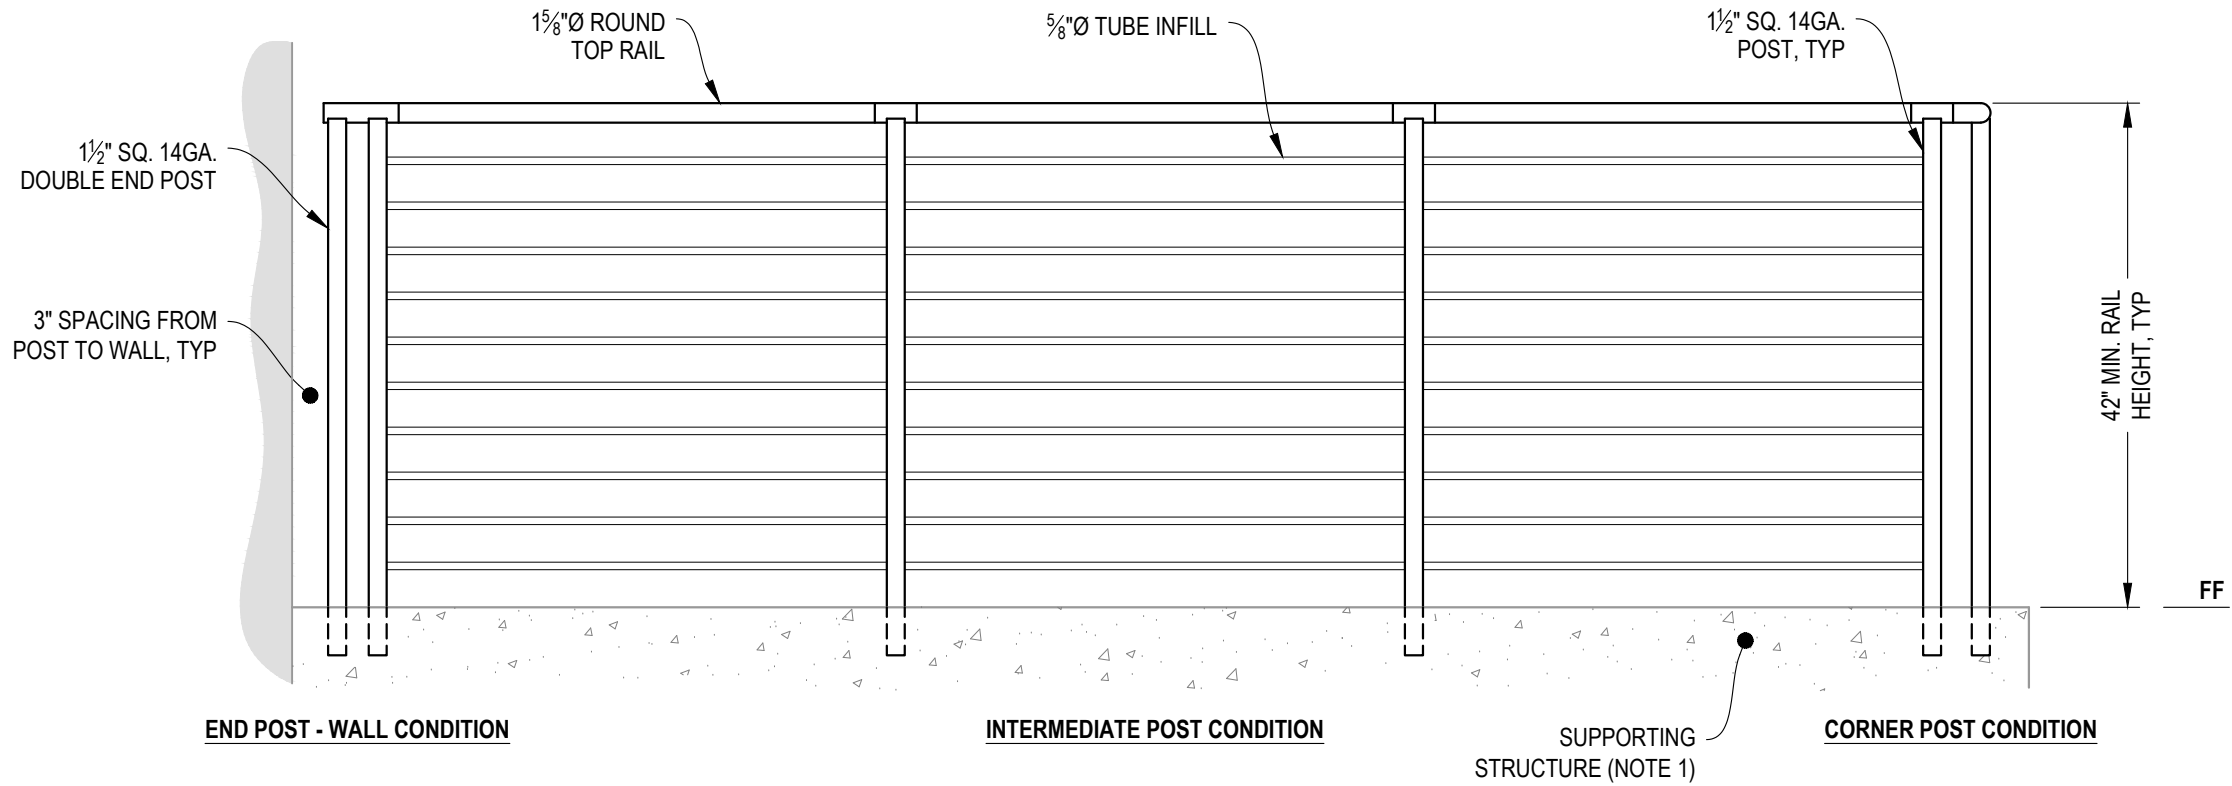 1⅝"Ø ROUND
TOP RAIL
⅝"Ø TUBE INFILL
1½" SQ. 14GA.
POST, TYP
1½" SQ. 14GA.
DOUBLE END POST
3" SPACING FROM
POST TO WALL, TYP
42" MIN. RAIL
HEIGHT, TYP
FF
END POST - WALL CONDITION
INTERMEDIATE POST CONDITION
SUPPORTING
STRUCTURE (NOTE 1)
CORNER POST CONDITION